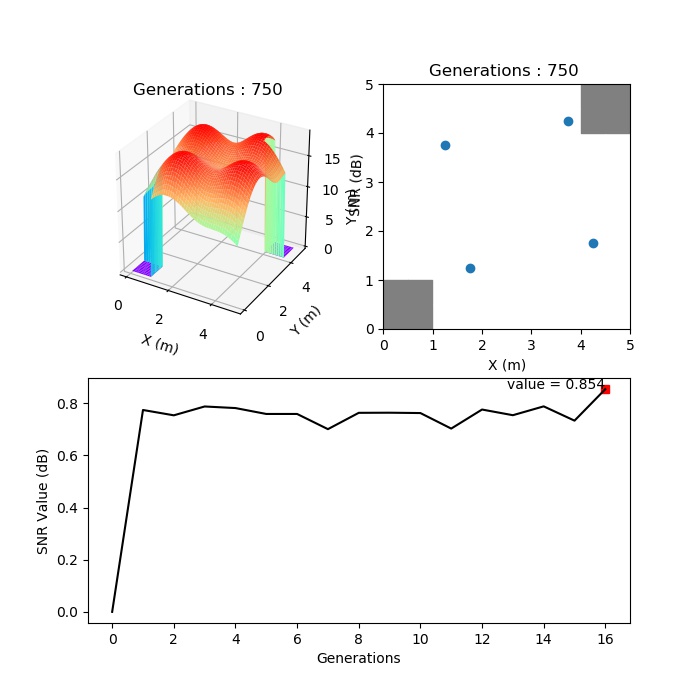 Generations : 750
15
10
5
0
SNR (dB)
0
2
4
X (m)
0
2
4
Y (m)
Generations : 750
5
4
3
2
1
0
Y (m)
0 1 2 3 4 5
X (m)
value = 0.854
0.8
0.6
0.4
0.2
0.0
SNR Value (dB)
0 2 4 6 8 10 12 14 16
Generations